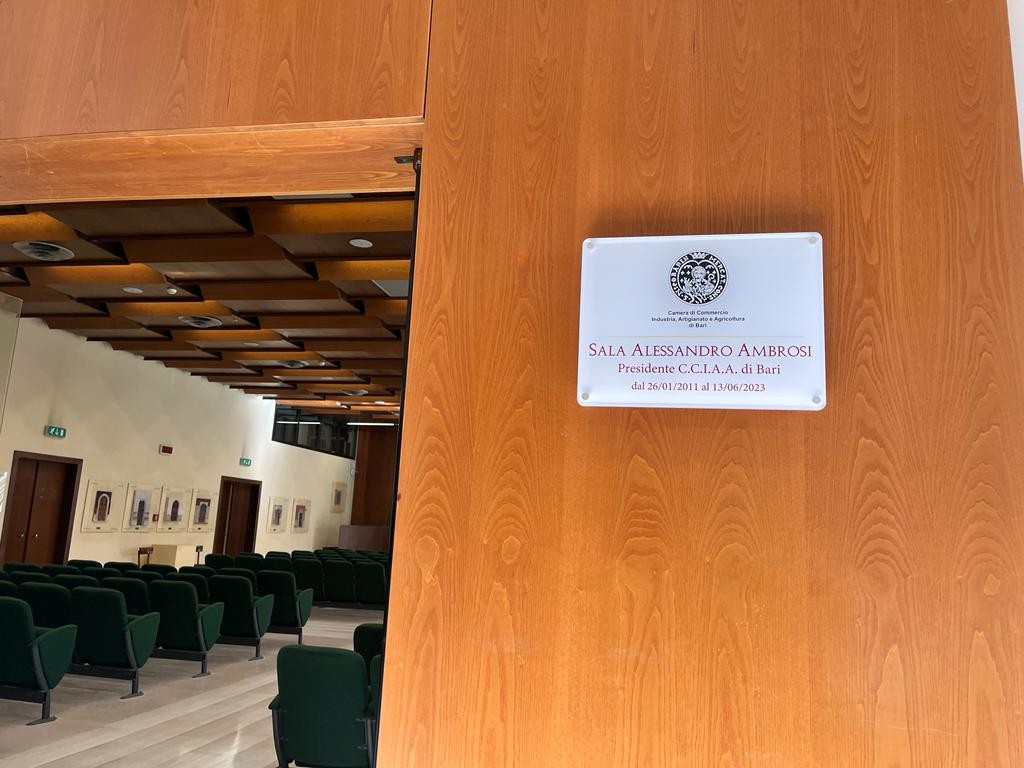 Camera di Commercio
Industria, Artigianato e Agricoltura
di Bari
SALA ALESSANDRO AMBROSI
Presidente C.C.I.A.A. di Bari
dal 26/01/2011 al 13/06/2023